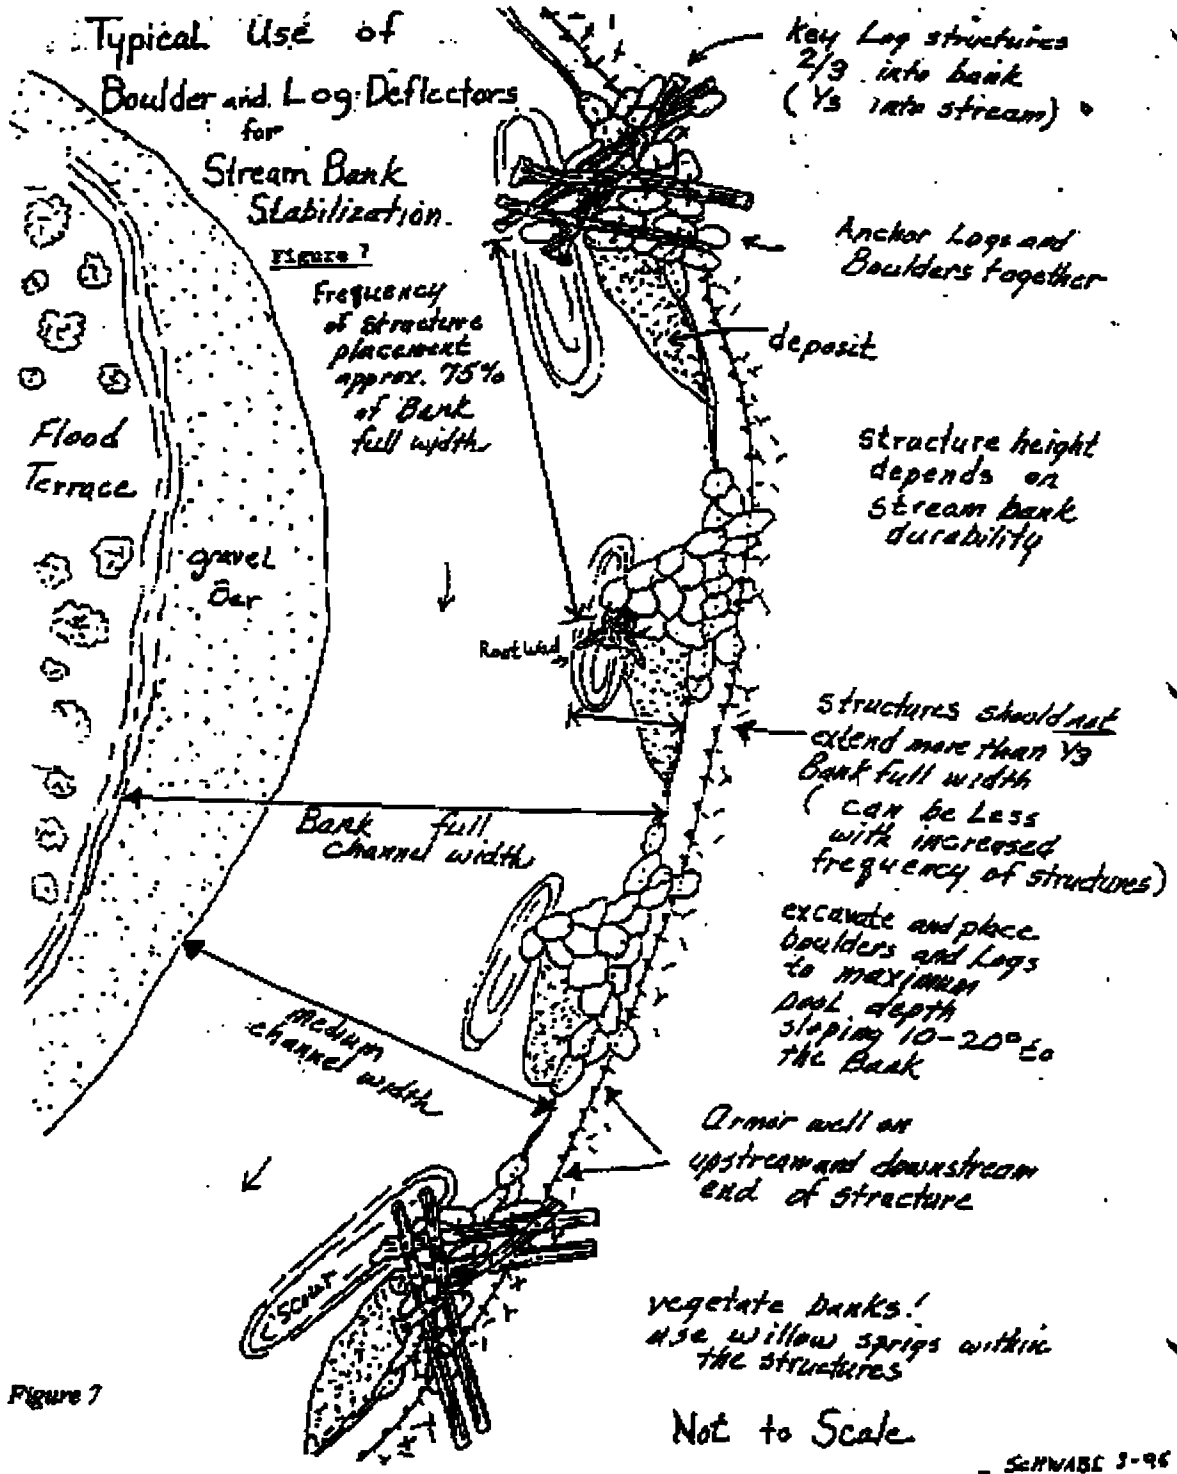 Typical Use of
Boulder and Log Deflectors
for
Stream Bank
Stabilization.
Figure 7
Frequency
of structure
placement
approx. 75%
of Bank
full width
Key Log structures
2/3 into bank
(1/3 into stream)
Anchor Logs and
Boulders together
deposit
structure height
depends on
stream bank
durability
Flood
Terrace
gravel
Bar
Root Wad
structures should not
extend more than 1/3
Bank full width
( can be Less
with increased
frequency of structures)
Bank full
channel width
excavate and place
boulders and Logs
to maximum
pool depth
sloping 10-20° to
the Bank
medium
channel width
Armor well on
upstream and downstream
end of structure
scour
vegetate banks!
use willow sprigs within
the structures
Figure 7
Not to Scale
SCHWABE 3-96